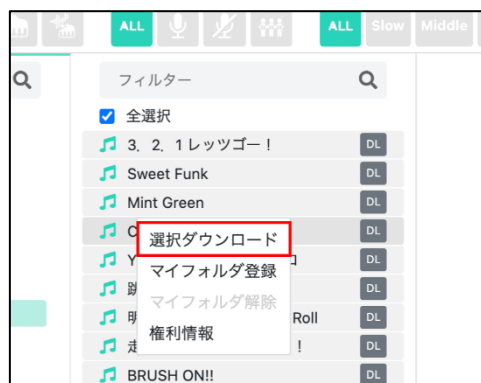 ALL
ALL Slow Middle
フィルター
全選択
3．2．1レッツゴー！ DL
Sweet Funk DL
Mint Green DL
C DL
選択ダウンロード
Y DL
マイフォルダ登録
DL
マイフォルダ解除
明 Roll DL
権利情報
走 ！ DL
BRUSH ON!! DL